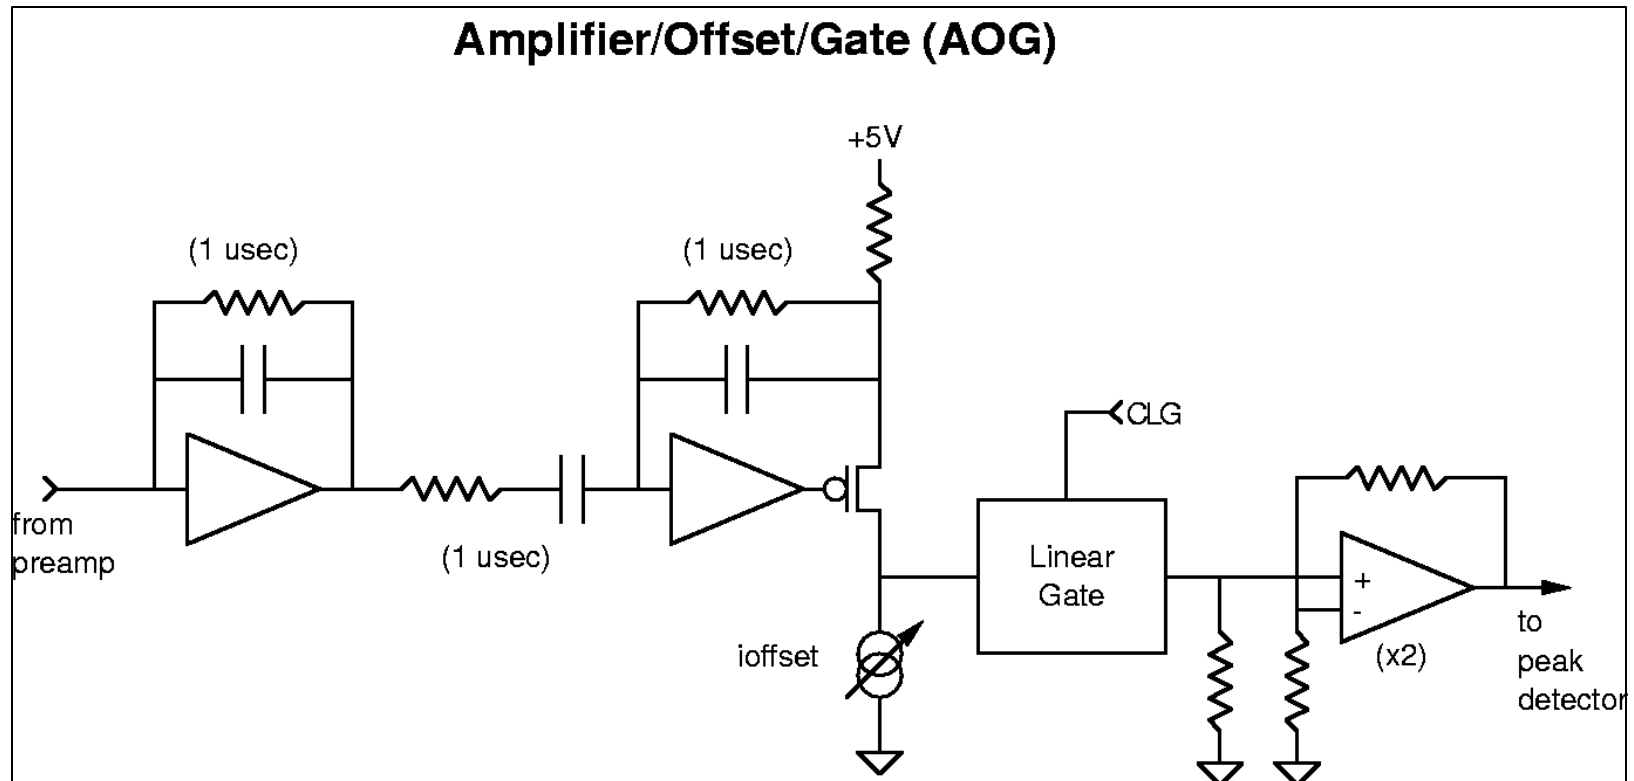 Amplifier/Offset/Gate (AOG)
+5V
(1 usec)
(1 usec)
CLG
from
preamp
(1 usec)
Linear
Gate
+
-
(x2)
ioffset
to
peak
detector